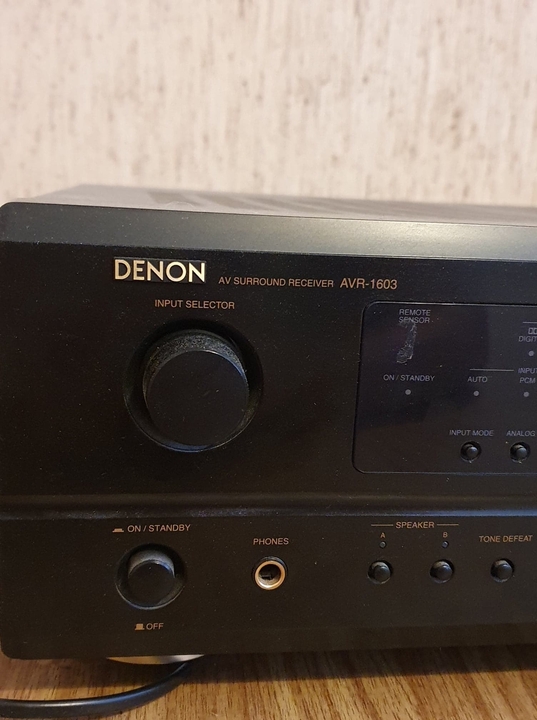 DENON AV SURROUND RECEIVER AVR-1603
INPUT SELECTOR
REMOTE
SENSOR
ON / STANDBY
AUTO
PCM
INPUT MODE
ANALOG
ON / STANDBY
OFF
PHONES
SPEAKER
A
B
TONE DEFEAT